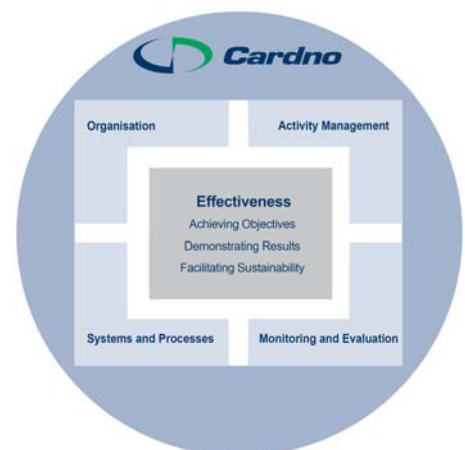 Cardno
Organisation
Activity Management
Effectiveness
Achieving Objectives
Demonstrating Results
Facilitating Sustainability
Systems and Processes
Monitoring and Evaluation